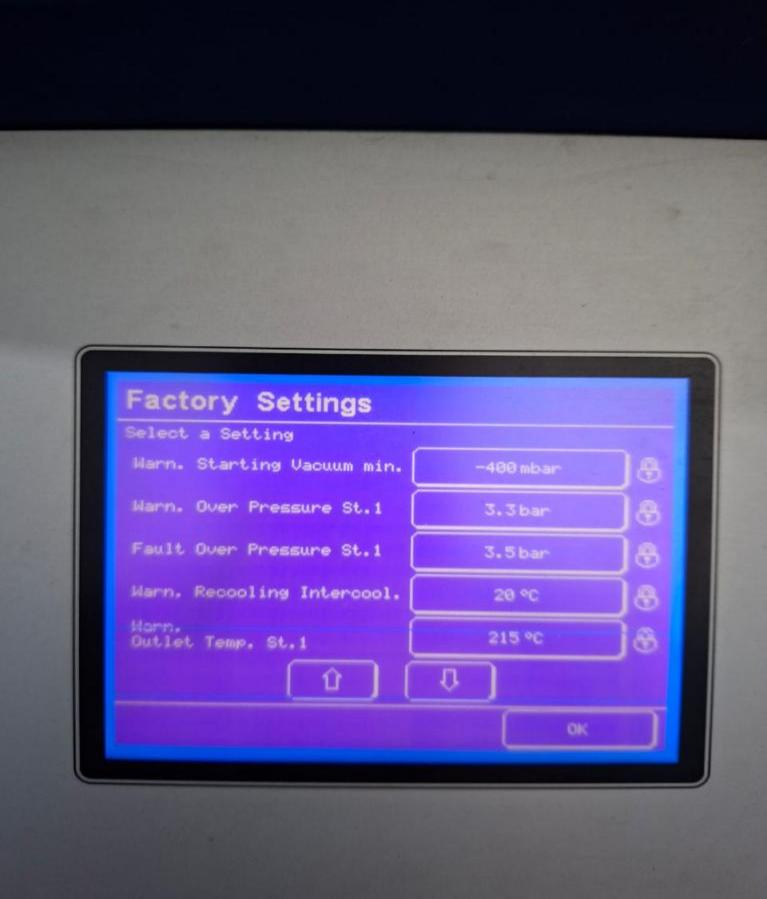 Factory Settings
Select a Setting
Warn. Starting Vacuum min. -400 mbar
Warn. Over Pressure St.1 3.3 bar
Fault Over Pressure St.1 3.5 bar
Warn. Recooling Intercool. 20 °C
Warn.
Outlet Temp. St.1 215 °C
OK